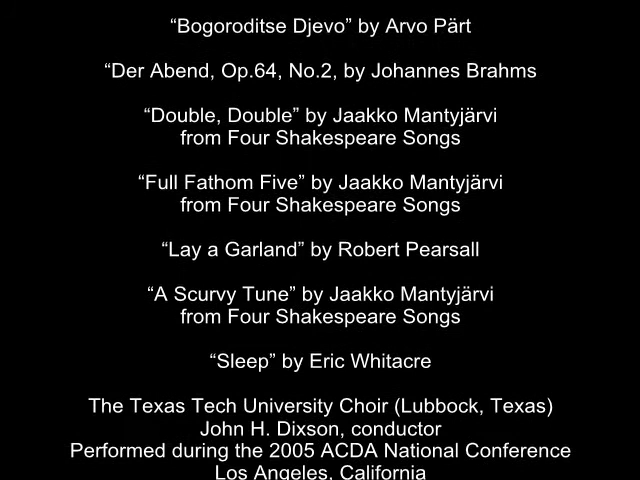 “Bogoroditse Djevo” by Arvo Pärt
“Der Abend, Op.64, No.2, by Johannes Brahms
“Double, Double” by Jaakko Mantyjärvi
from Four Shakespeare Songs
“Full Fathom Five” by Jaakko Mantyjärvi
from Four Shakespeare Songs
“Lay a Garland” by Robert Pearsall
“A Scurvy Tune” by Jaakko Mantyjärvi
from Four Shakespeare Songs
“Sleep” by Eric Whitacre
The Texas Tech University Choir (Lubbock, Texas)
John H. Dixson, conductor
Performed during the 2005 ACDA National Conference
Los Angeles, California